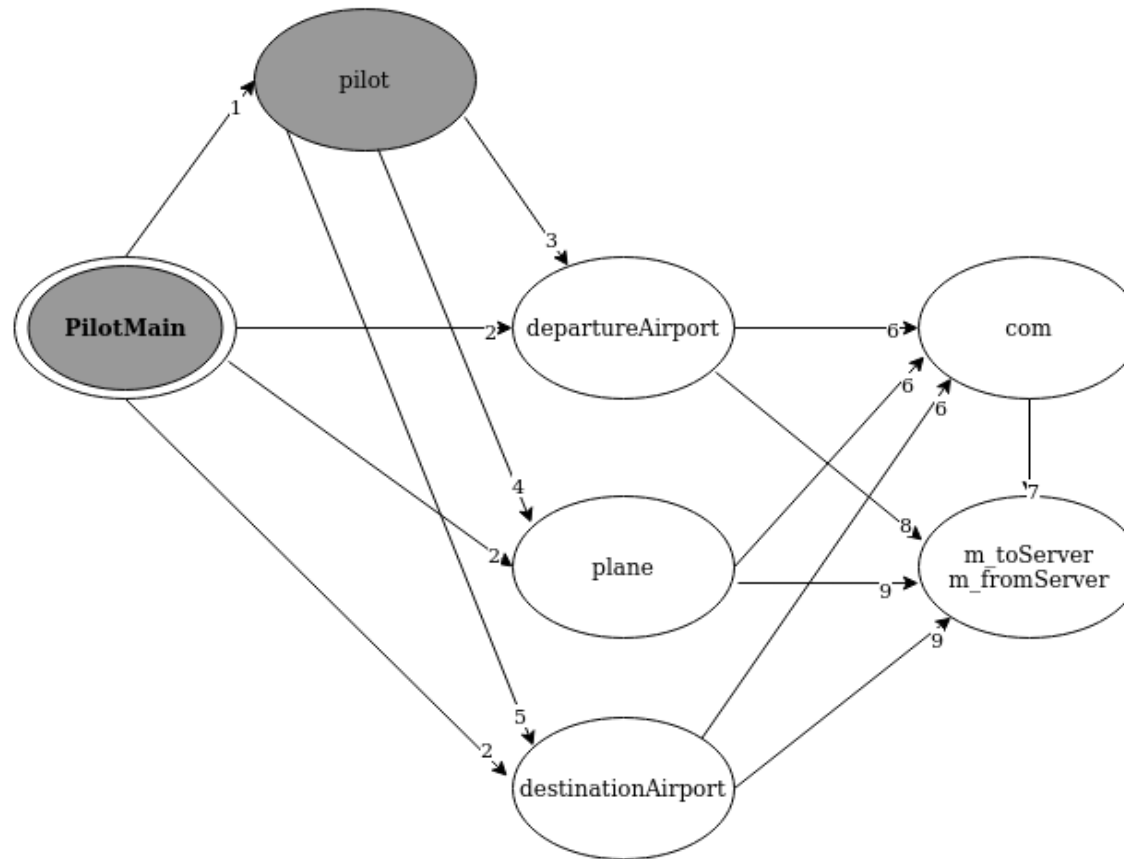 pilot
1
3
PilotMain
2
departureAirport
6
com
6
6
4
8
7
2
plane
9
m_toServer
m_fromServer
9
5
2
destinationAirport